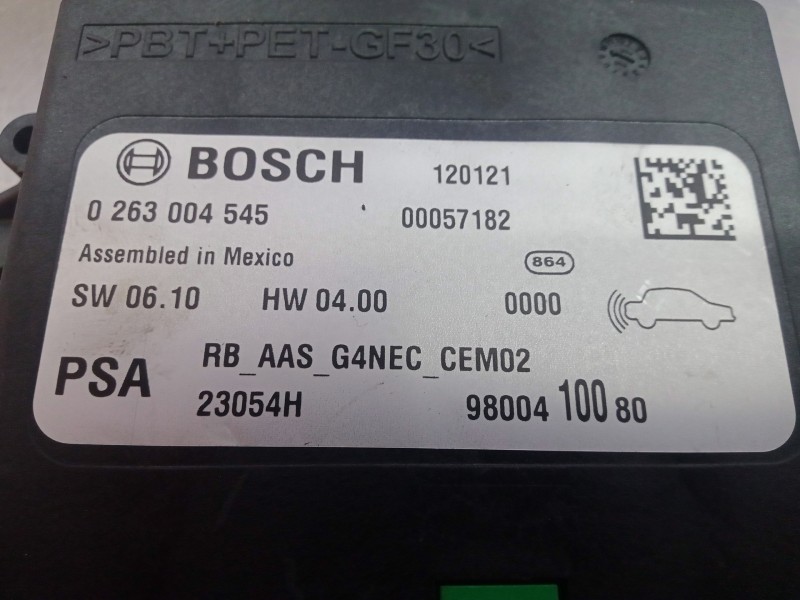 >PBT+PET-GF30<
BOSCH 120121
0 263 004 545 00057182
Assembled in Mexico 864
SW 06.10 HW 04.00 0000
PSA RB_AAS_G4NEC_CEM02
23054H 98004 100 80